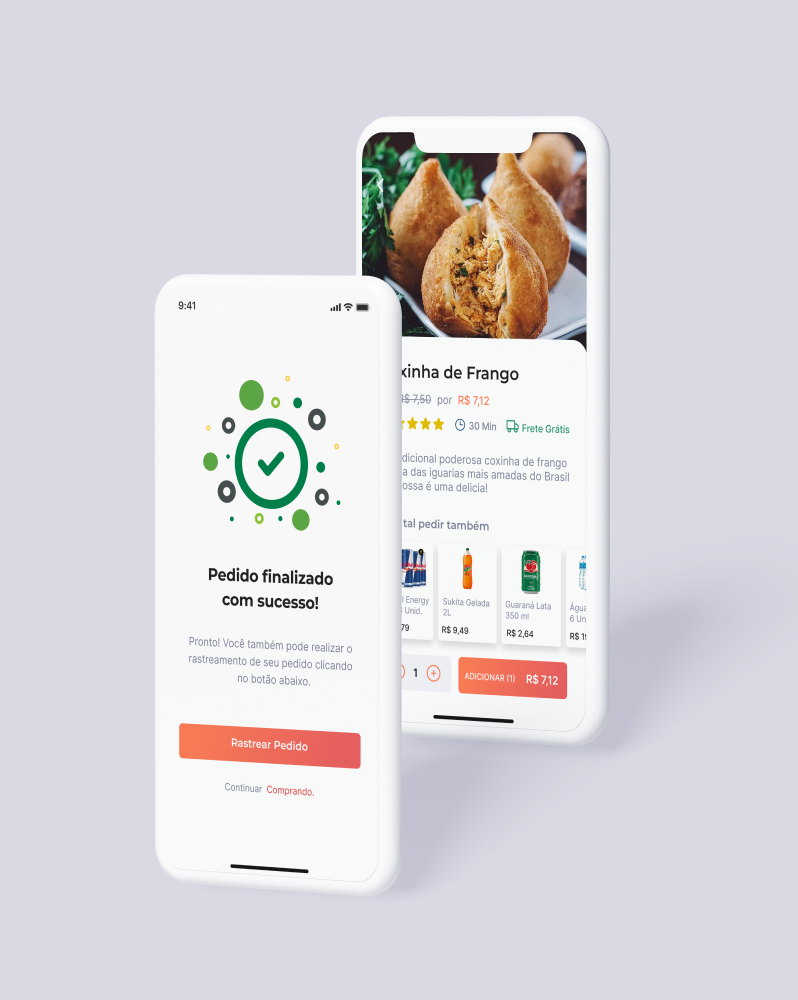 9:41
Pedido finalizado
com sucesso!
Pronto! Você também pode realizar o
rastreamento de seu pedido clicando
no botão abaixo.
Rastrear Pedido
Continuar Comprando.
oxinha de Frango
R$ 7,50 por R$ 7,12
30 Min Frete Grátis
dicional poderosa coxinha de frango
a das iguarias mais amadas do Brasil
ossa é uma delicia!
tal pedir também
l Energy
Unid.
79
Sukita Gelada
2L
R$ 9,49
Guaraná Lata
350 ml
R$ 2,64
Água
6 Un
R$ 1
1
ADICIONAR (1) R$ 7,12